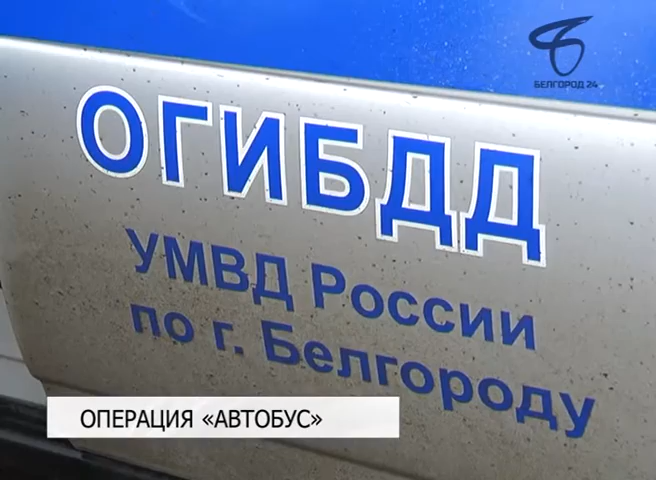 БЕЛГОРОД 24
ОГИБДД
УМВД России
по г. Белгороду
ОПЕРАЦИЯ «АВТОБУС»